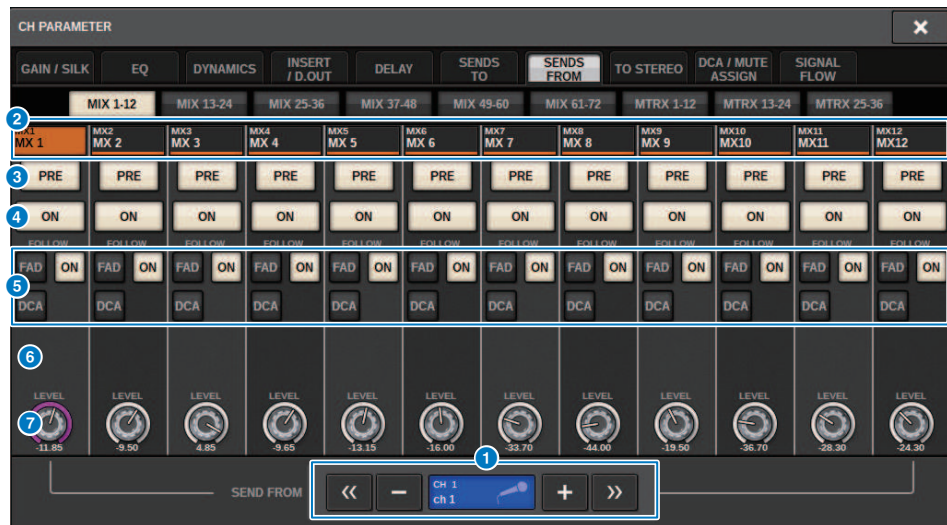 CH PARAMETER ×
GAIN / SILK EQ DYNAMICS INSERT / D.OUT DELAY SENDS TO SENDS FROM TO STEREO DCA / MUTE ASSIGN SIGNAL FLOW
MIX 1-12 MIX 13-24 MIX 25-36 MIX 37-48 MIX 49-60 MIX 61-72 MTRX 1-12 MTRX 13-24 MTRX 25-36
2
MX1 MX2 MX3 MX4 MX5 MX6 MX7 MX8 MX9 MX10 MX11 MX12
MX 1 MX 2 MX 3 MX 4 MX 5 MX 6 MX 7 MX 8 MX 9 MX10 MX11 MX12
3 PRE PRE PRE PRE PRE PRE PRE PRE PRE PRE PRE PRE
4 ON ON ON ON ON ON ON ON ON ON ON ON
FOLLOW FOLLOW FOLLOW FOLLOW FOLLOW FOLLOW FOLLOW FOLLOW FOLLOW FOLLOW FOLLOW FOLLOW
FAD ON FAD ON FAD ON FAD ON FAD ON FAD ON FAD ON FAD ON FAD ON FAD ON FAD ON FAD ON
5
DCA DCA DCA DCA DCA DCA DCA DCA DCA DCA DCA DCA
6
LEVEL LEVEL LEVEL LEVEL LEVEL LEVEL LEVEL LEVEL LEVEL LEVEL LEVEL LEVEL
7
-11.85 -9.50 4.85 -9.65 -13.15 -16.00 -33.70 -44.00 -19.50 -36.70 -28.30 -24.30
1
SEND FROM « − CH 1 + »
ch 1